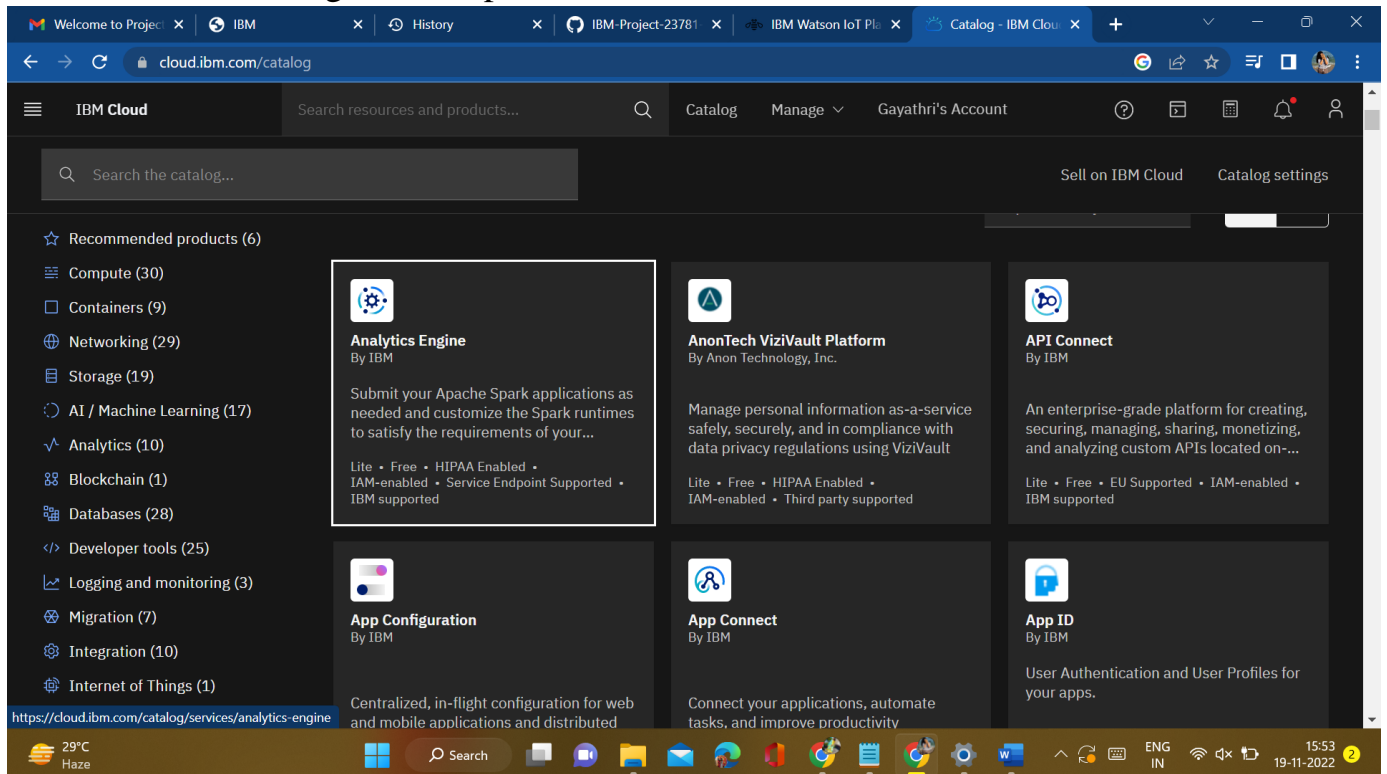 Welcome to Project
IBM
History
IBM-Project-23781
IBM Watson IoT Pla
Catalog - IBM Clou
cloud.ibm.com/catalog
IBM Cloud
Search resources and products...
Catalog
Manage
Gayathri's Account
Search the catalog...
Sell on IBM Cloud
Catalog settings
Recommended products (6)
Compute (30)
Containers (9)
Networking (29)
Storage (19)
AI / Machine Learning (17)
Analytics (10)
Blockchain (1)
Databases (28)
Developer tools (25)
Logging and monitoring (3)
Migration (7)
Integration (10)
Internet of Things (1)
Analytics Engine
By IBM
Submit your Apache Spark applications as
needed and customize the Spark runtimes
to satisfy the requirements of your...
Lite • Free • HIPAA Enabled •
IAM-enabled • Service Endpoint Supported •
IBM supported
AnonTech ViziVault Platform
By Anon Technology, Inc.
Manage personal information as-a-service
safely, securely, and in compliance with
data privacy regulations using ViziVault
Lite • Free • HIPAA Enabled •
IAM-enabled • Third party supported
API Connect
By IBM
An enterprise-grade platform for creating,
securing, managing, sharing, monetizing,
and analyzing custom APIs located on-...
Lite • Free • EU Supported • IAM-enabled •
IBM supported
App Configuration
By IBM
Centralized, in-flight configuration for web
and mobile applications and distributed
App Connect
By IBM
Connect your applications, automate
tasks, and improve productivity
App ID
By IBM
User Authentication and User Profiles for
your apps.
https://cloud.ibm.com/catalog/services/analytics-engine
29°C
Haze
Search
ENG
IN
15:53
19-11-2022
2